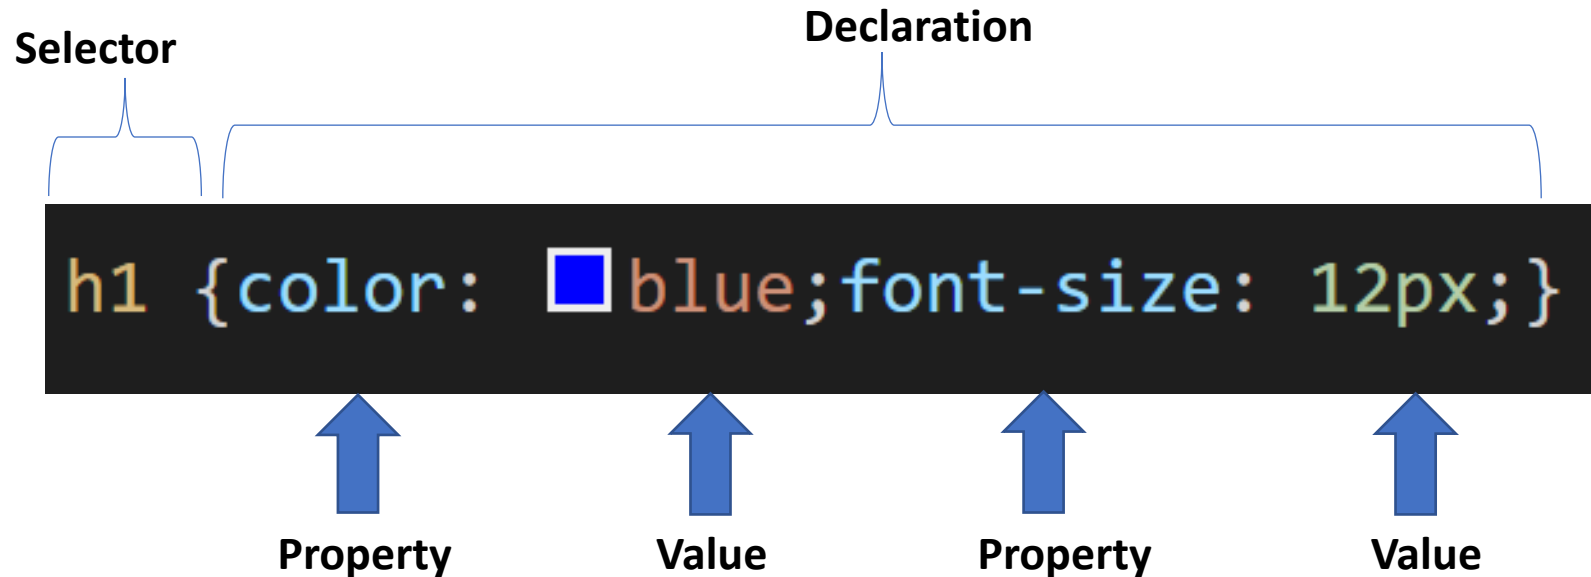 Declaration
Selector
h1 {color: blue;font-size: 12px;}
Property Value Property Value